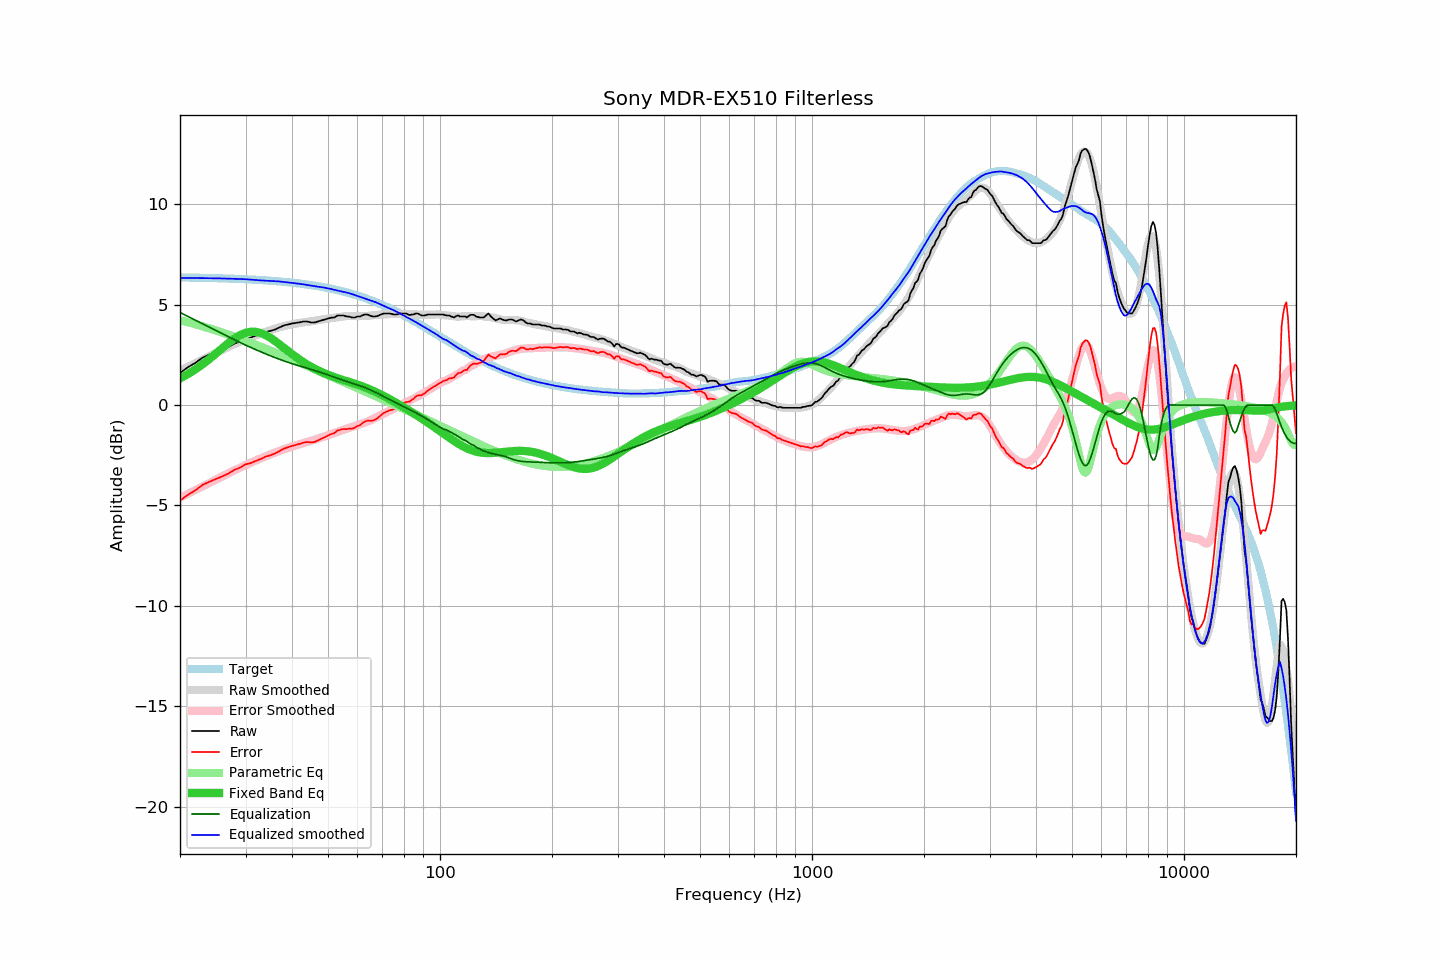 Sony MDR-EX510 Filterless
Amplitude (dBr)
10
5
0
−5
−10
−15
−20
Target
Raw Smoothed
Error Smoothed
Raw
Error
Parametric Eq
Fixed Band Eq
Equalization
Equalized smoothed
100
1000
10000
Frequency (Hz)